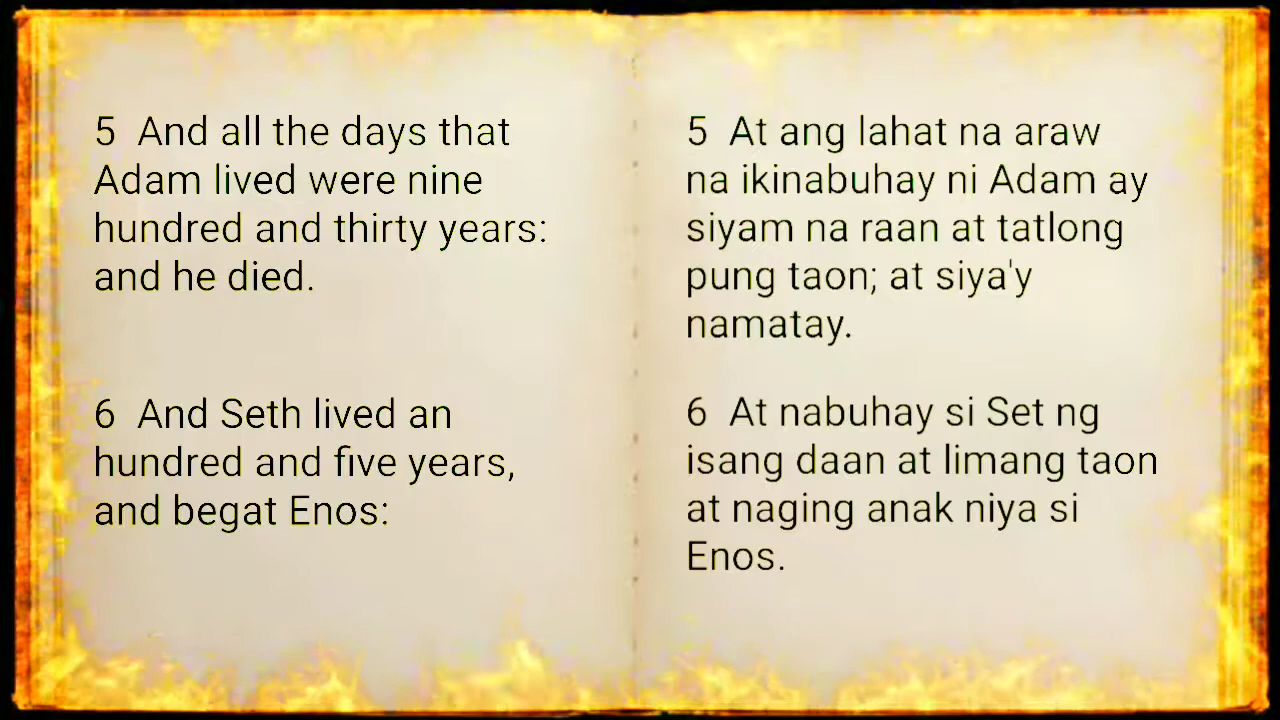 5 And all the days that
Adam lived were nine
hundred and thirty years:
and he died.
6 And Seth lived an
hundred and five years,
and begat Enos:
5 At ang lahat na araw
na ikinabuhay ni Adam ay
siyam na raan at tatlong
pung taon; at siya'y
namatay.
6 At nabuhay si Set ng
isang daan at limang taon
at naging anak niya si
Enos.